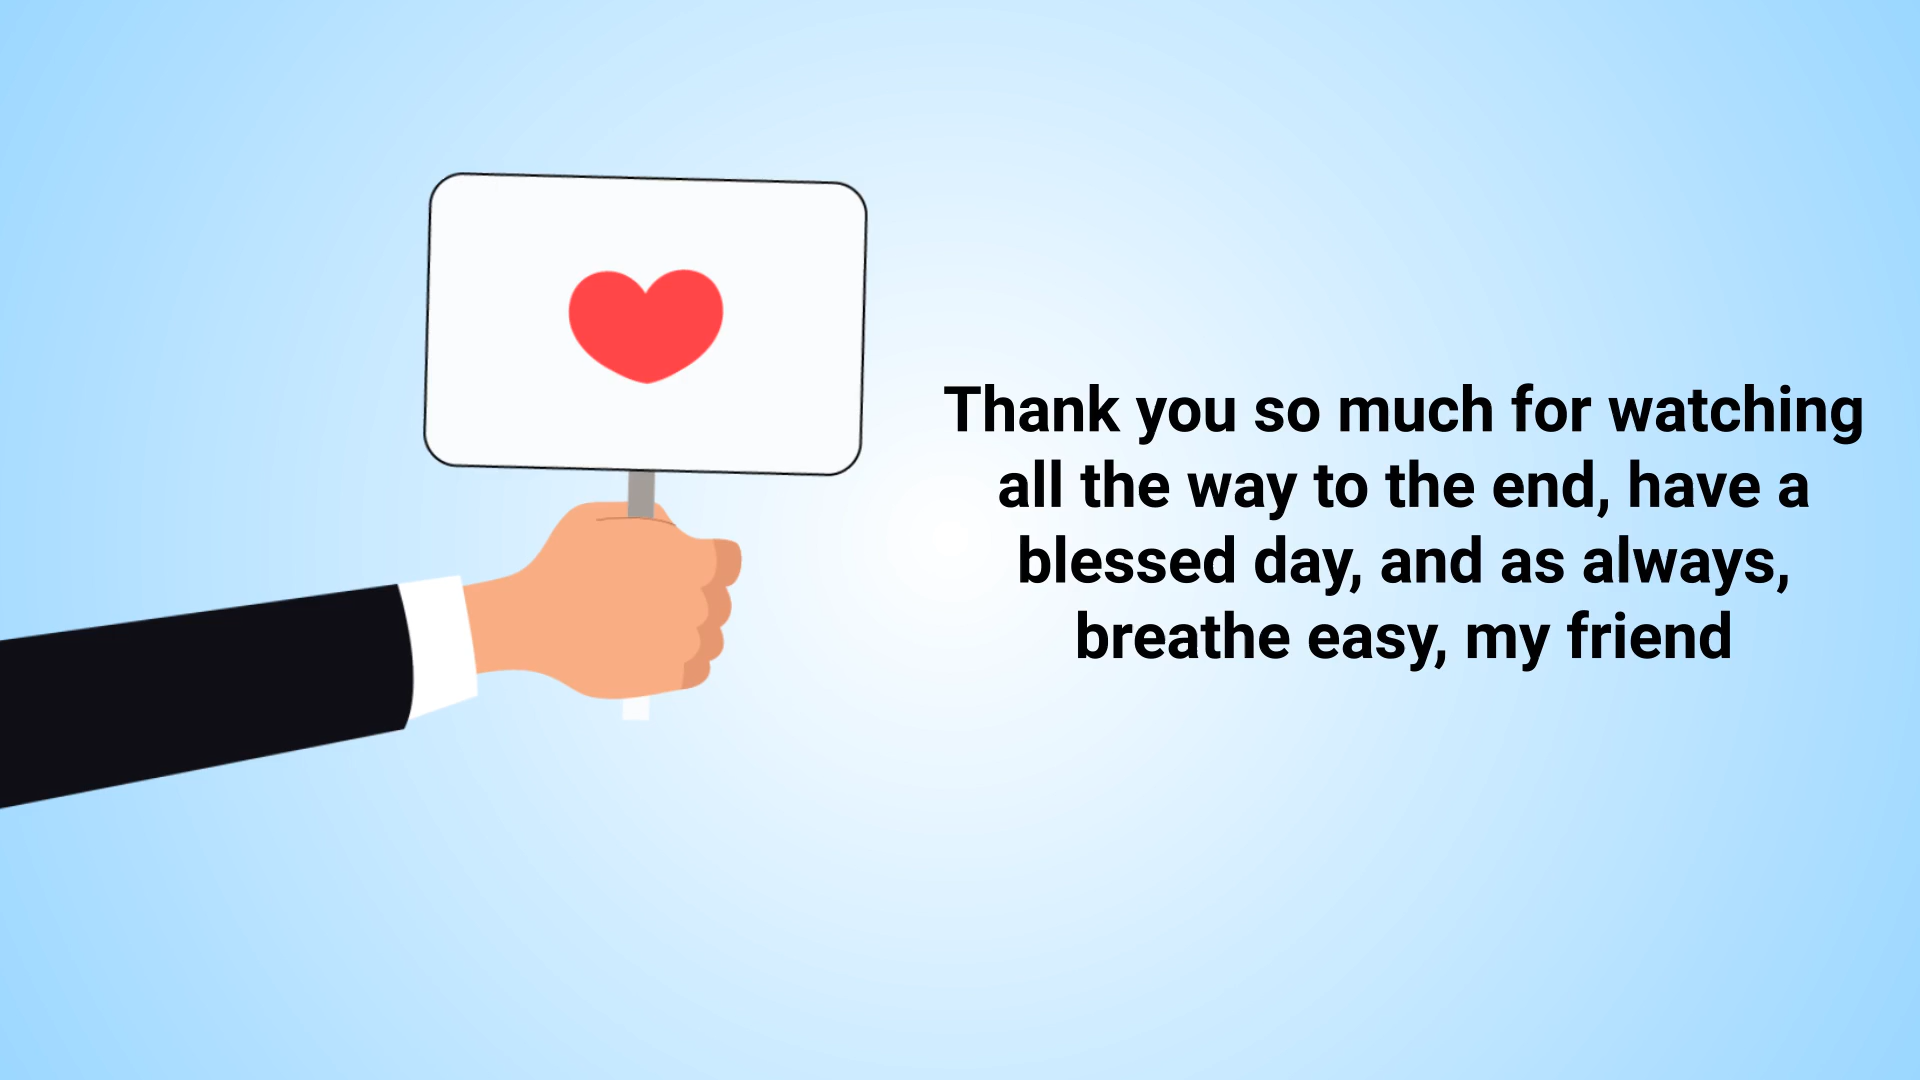 Thank you so much for watching
all the way to the end, have a
blessed day, and as always,
breathe easy, my friend